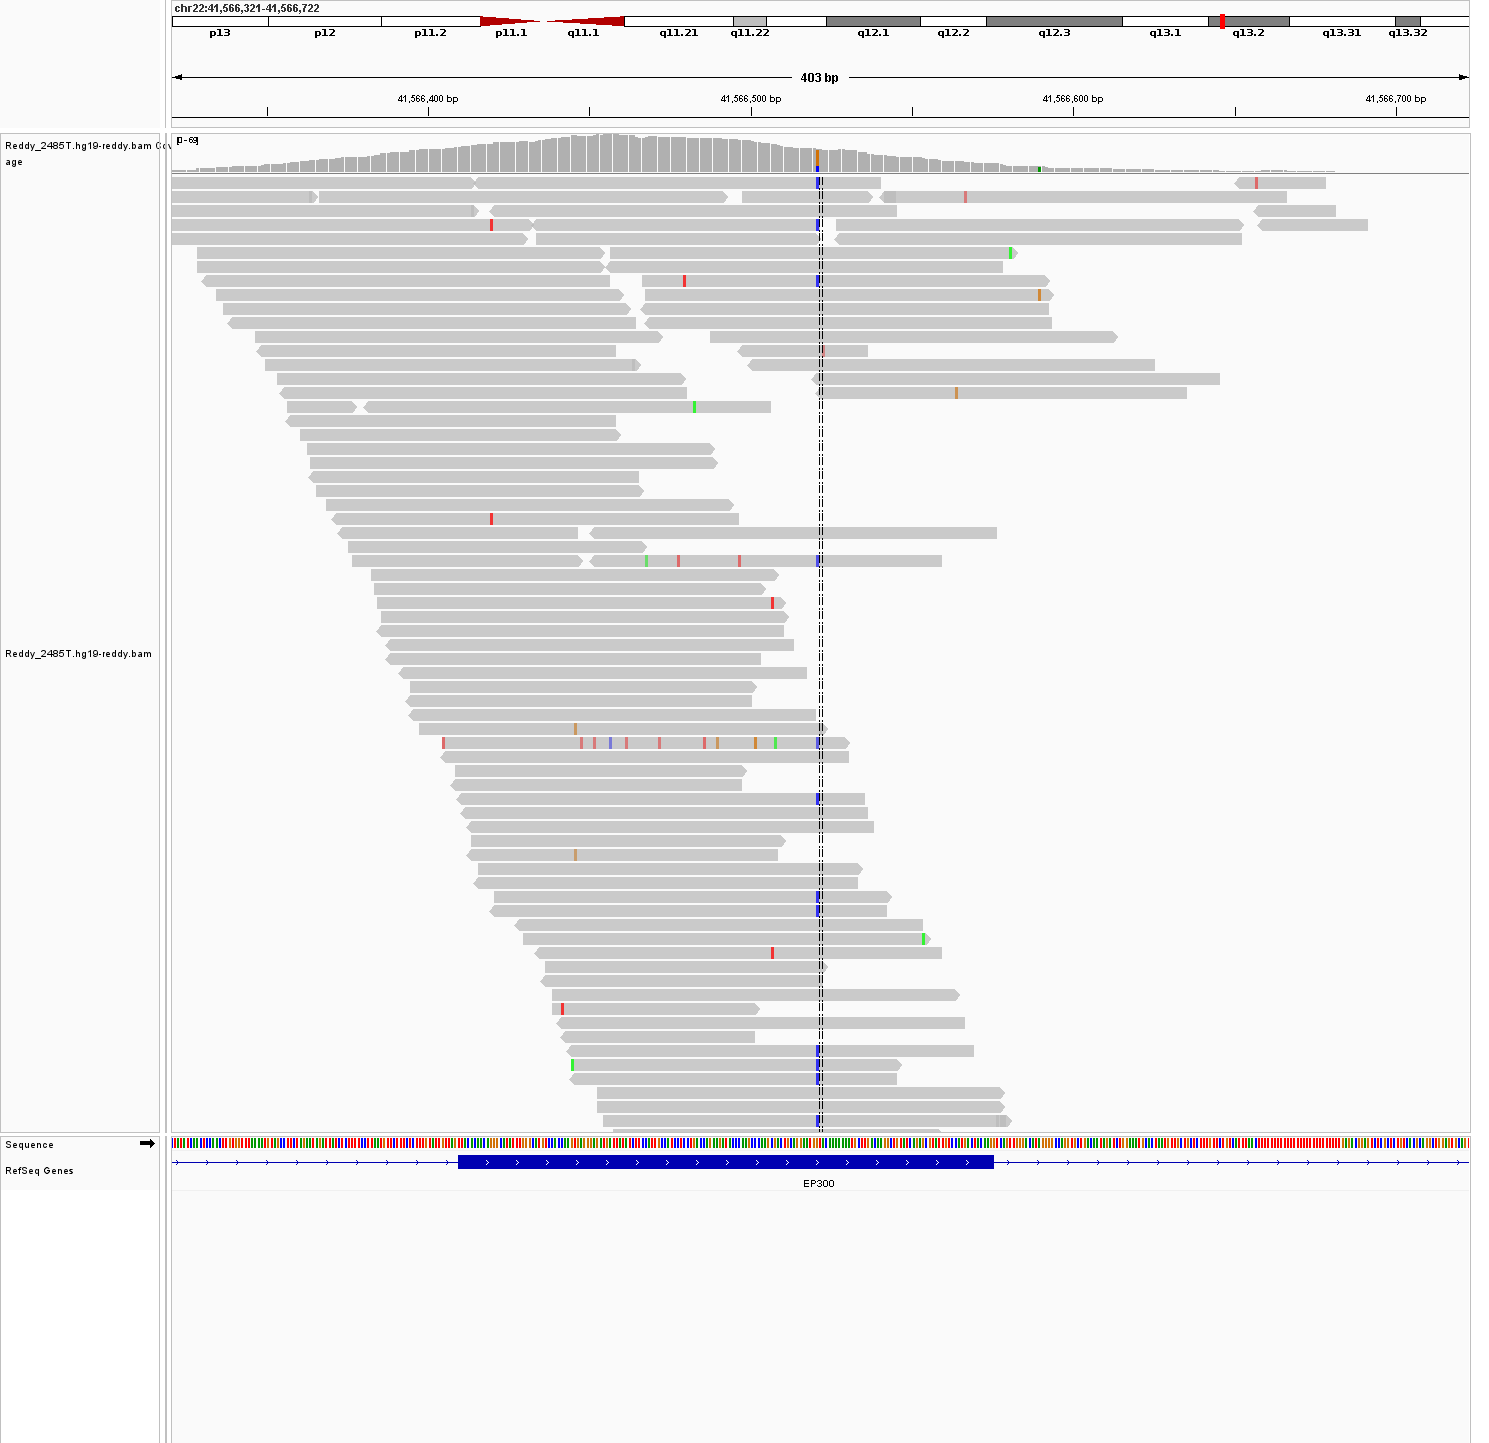 chr22:41,566,321-41,566,722
p13 p12 p11.2 p11.1 q11.1 q11.21 q11.22 q12.1 q12.2 q12.3 q13.1 q13.2 q13.31 q13.32
403 bp
41,566,400 bp 41,566,500 bp 41,566,600 bp 41,566,700 bp
[0-69]
Reddy_2485T.hg19-reddy.bam Cov
age
Reddy_2485T.hg19-reddy.bam
Sequence
RefSeq Genes
EP300